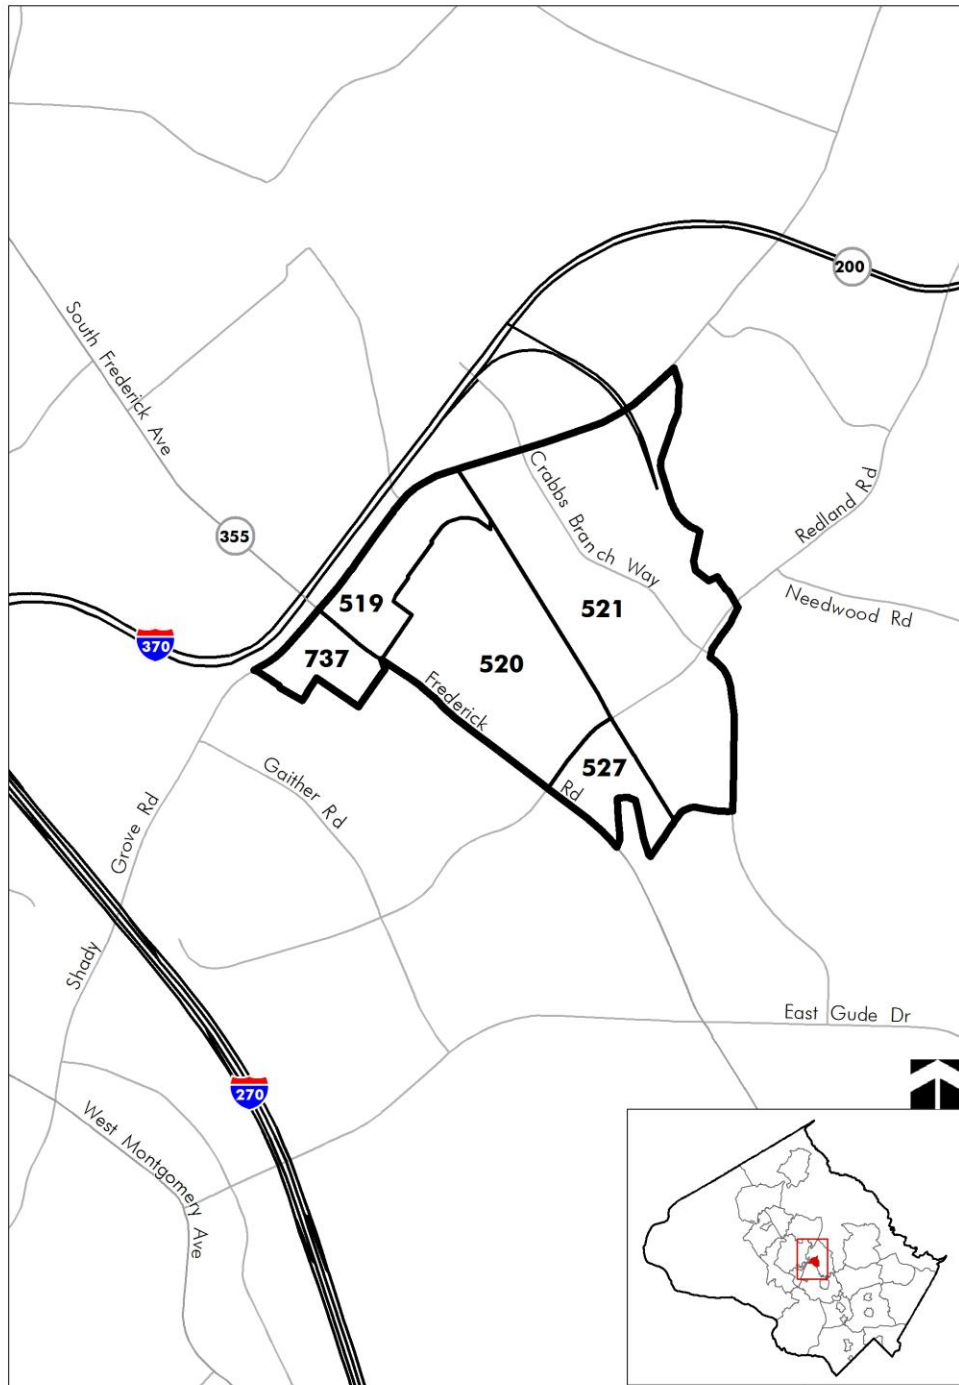 200
South Frederick Ave
Crabbs Branch Way
Redland Rd
355
Needwood Rd
519
521
370
737
520
Frederick Rd
527
Gaither Rd
Shady Grove Rd
East Gude Dr
270
West Montgomery Ave